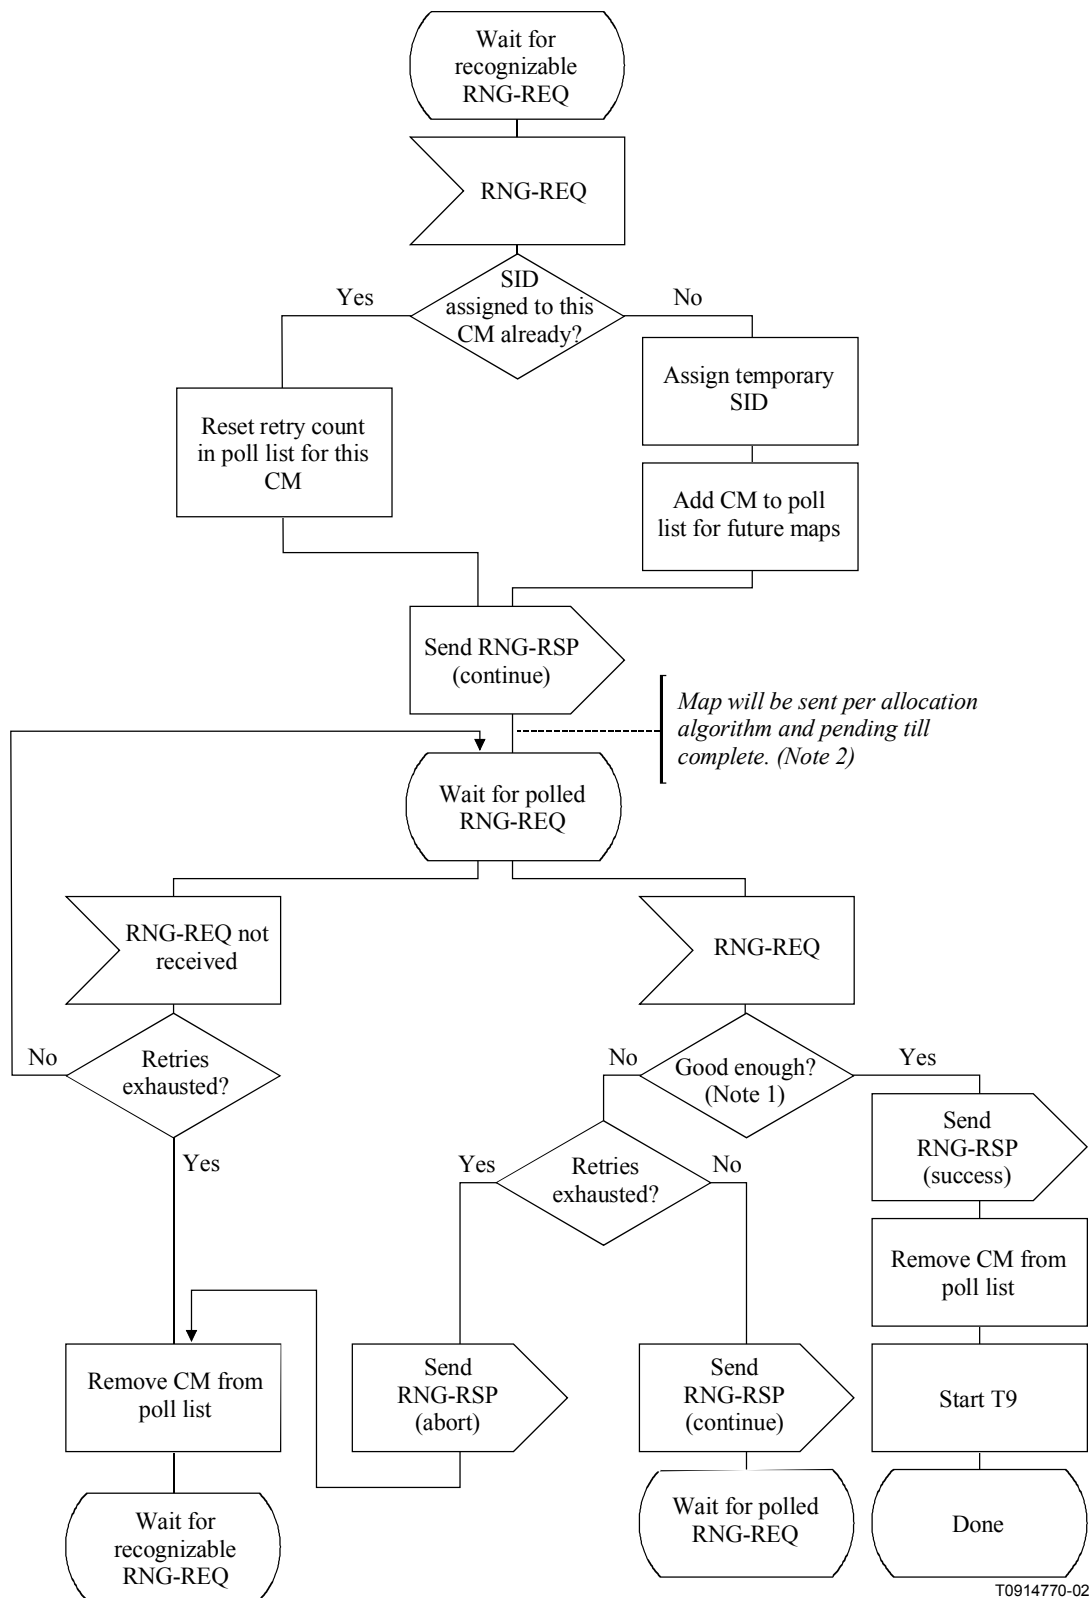 Wait for
recognizable
RNG-REQ
RNG-REQ
SID
assigned to this
CM already?
Yes
No
Assign temporary
SID
Reset retry count
in poll list for this
CM
Add CM to poll
list for future maps
Send RNG-RSP
(continue)
Map will be sent per allocation
algorithm and pending till
complete. (Note 2)
Wait for polled
RNG-REQ
RNG-REQ not
received
RNG-REQ
No
Retries
exhausted?
Yes
No
Good enough?
(Note 1)
Yes
Send
RNG-RSP
(success)
Yes
Retries
exhausted?
No
Remove CM from
poll list
Remove CM from
poll list
Send
RNG-RSP
(abort)
Send
RNG-RSP
(continue)
Start T9
Wait for
recognizable
RNG-REQ
Wait for polled
RNG-REQ
Done
T0914770-02